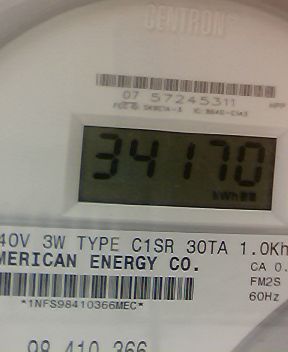 CENTRON
07 57245311
34170
kWh
40V 3W TYPE C1SR 30TA 1.0Kh
MERICAN ENERGY CO.
CA 0.
FM2S
60Hz
*1NFS98410366MEC*
98 410 366